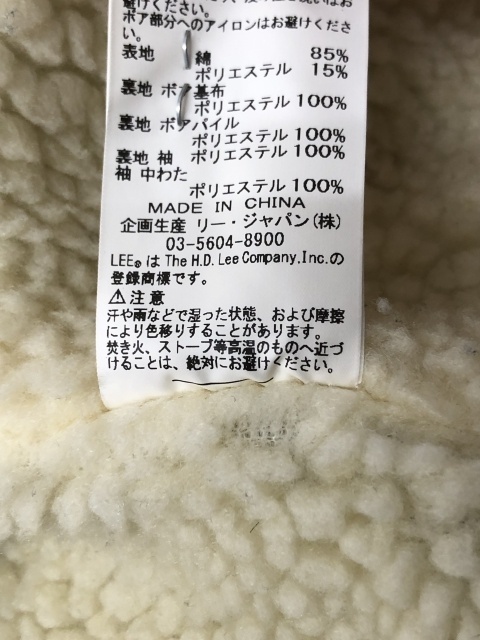 避けください。
ボア部分へのアイロンはお避けくださ
い。
表地 綿 85%
ポリエステル 15%
裏地 ボア基布
ポリエステル 100%
裏地 ボアパイル
ポリエステル 100%
裏地 袖 ポリエステル 100%
袖 中わた
ポリエステル 100%
MADE IN CHINA
企画生産 リー・ジャパン(株)
03-5604-8900
LEE®は The H.D. Lee Company,Inc.の
登録商標です。
⚠注意
汗や雨などで湿った状態、および摩擦
により色移りすることがあります。
焚き火、ストーブ等高温のものへ近づ
けることは、絶対にお避けください。